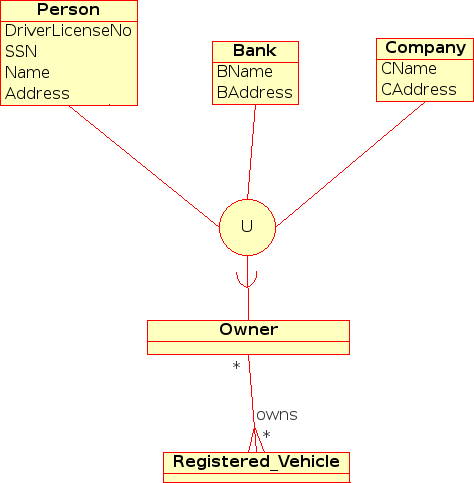 Person
DriverLicenseNo
SSN
Name
Address
Bank
BName
BAddress
Company
CName
CAddress
U
Owner
*
owns
*
Registered_Vehicle